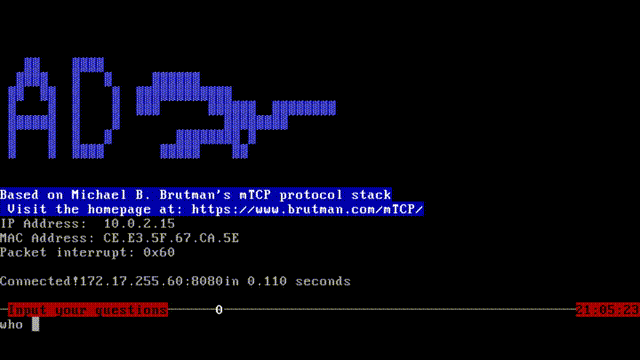 AD
Based on Michael B. Brutman's mTCP protocol stack
Visit the homepage at: https://www.brutman.com/mTCP/
IP Address: 10.0.2.15
MAC Address: CE.E3.5F.67.CA.5E
Packet interrupt: 0x60
Connected!172.17.255.60:8080in 0.110 seconds
Input your questions 0 21:05:23
who